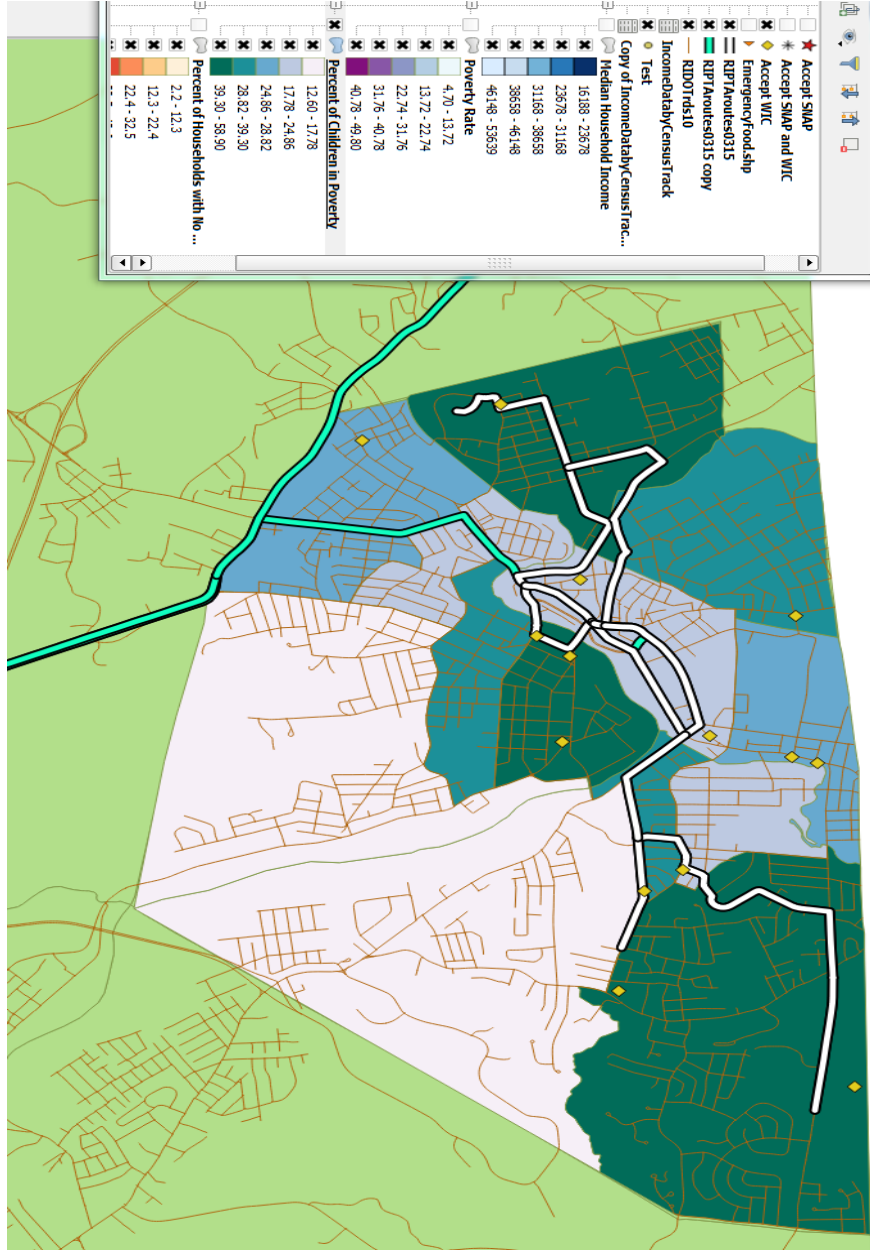 Accept SNAP
Accept SNAP and WIC
Accept WIC
EmergencyFood.shp
RIPTAroutes0315
RIPTAroutes0315 copy
RIDOTrds10
IncomeDatabyCensusTrack
Copy of IncomeDatabyCensusTrac...
Test
Median Household Income
16188 - 23678
23678 - 31168
31168 - 38658
38658 - 46148
46148 - 53639
Poverty Rate
4.70 - 13.72
13.72 - 22.74
22.74 - 31.76
31.76 - 40.78
40.78 - 49.80
Percent of Children in Poverty
12.60 - 17.78
17.78 - 24.86
24.86 - 28.82
28.82 - 39.30
39.30 - 58.90
Percent of Households with No ...
2.2 - 12.3
12.3 - 22.4
22.4 - 32.5